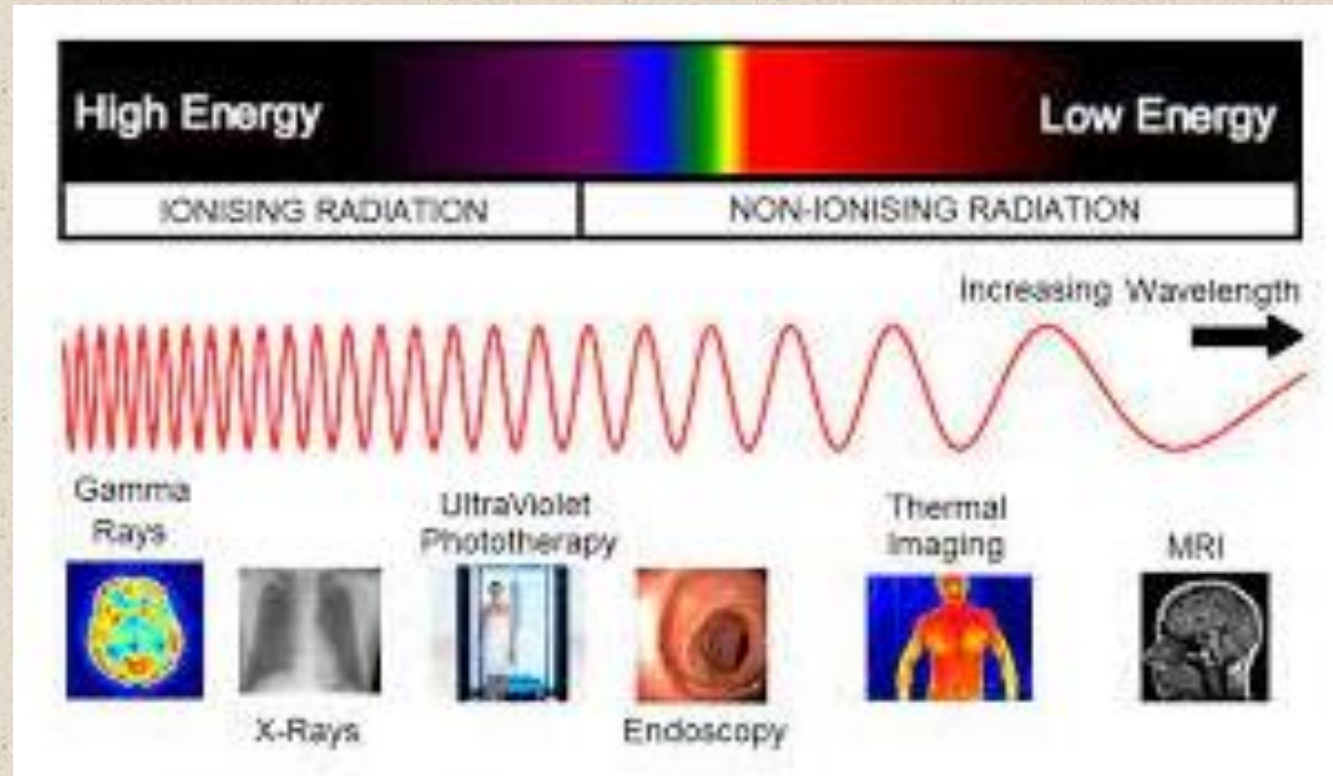 High Energy
Low Energy
IONISING RADIATION
NON-IONISING RADIATION
Increasing Wavelength
Gamma
Rays
X-Rays
UltraViolet
Phototherapy
Endoscopy
Thermal
Imaging
MRI